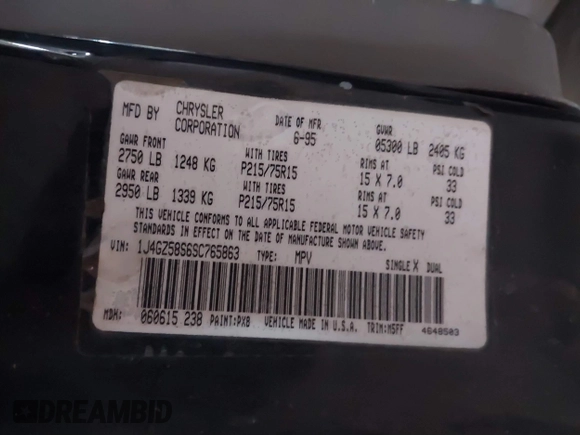 MFD BY CHRYSLER CORPORATION DATE OF MFR 6-95 GVWR 05300 LB 2405 KG
GAWR FRONT WITH TIRES RIMS AT PSI COLD
2750 LB 1248 KG P215/75R15 15 X 7.0 33
GAWR REAR WITH TIRES RIMS AT PSI COLD
2950 LB 1339 KG P215/75R15 15 X 7.0 33
THIS VEHICLE CONFORMS TO ALL APPLICABLE FEDERAL MOTOR VEHICLE SAFETY
STANDARDS IN EFFECT ON THE DATE OF MANUFACTURE SHOWN ABOVE.
VIN: 1J4GZ58S6SC765863 TYPE: MPV SINGLE X DUAL
MDH: 060615 238 PAINT:PX8 VEHICLE MADE IN U.S.A. TRIM:M5FF 4648503
DREAMBID